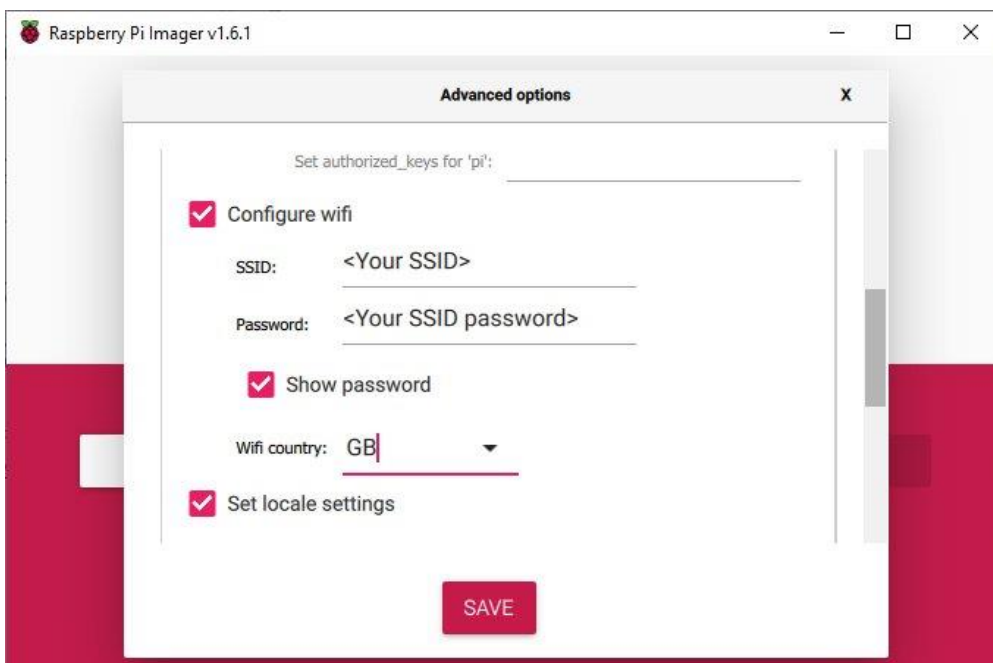 Raspberry Pi Imager v1.6.1
Advanced options
X
Set authorized_keys for 'pi':
Configure wifi
SSID: <Your SSID>
Password: <Your SSID password>
Show password
Wifi country: GB
Set locale settings
SAVE